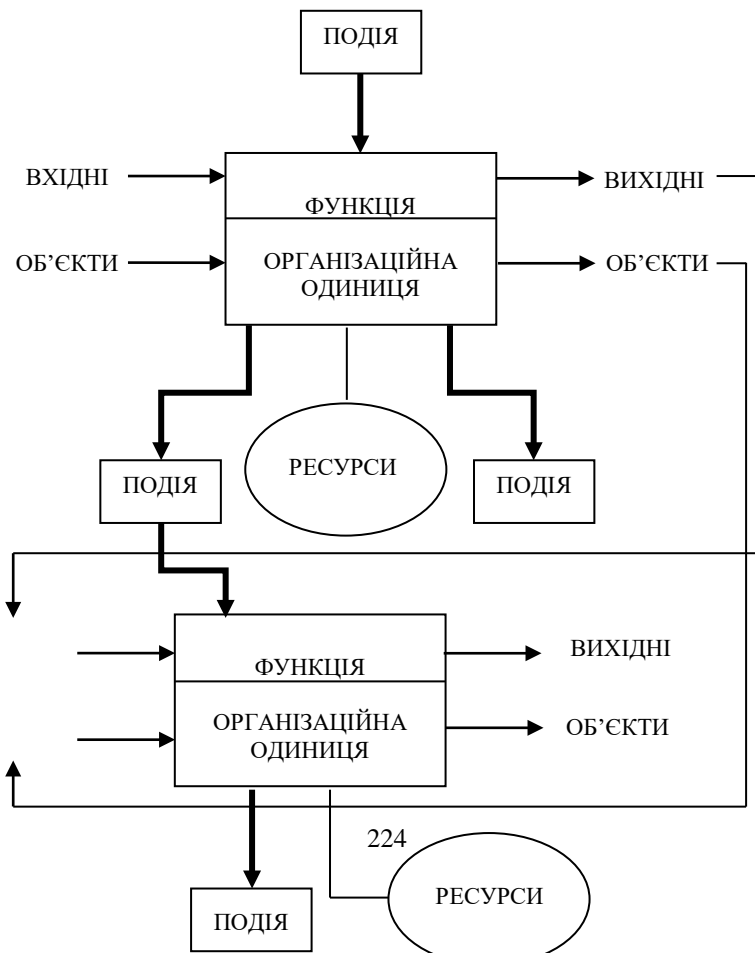 ПОДІЯ
ВХІДНІ
ВИХІДНІ
ФУНКЦІЯ
ОБ’ЄКТИ
ОРГАНІЗАЦІЙНА
ОДИНИЦЯ
ОБ’ЄКТИ
ПОДІЯ
РЕСУРСИ
ПОДІЯ
ФУНКЦІЯ
ВИХІДНІ
ОРГАНІЗАЦІЙНА
ОДИНИЦЯ
ОБ’ЄКТИ
224
ПОДІЯ
РЕСУРСИ